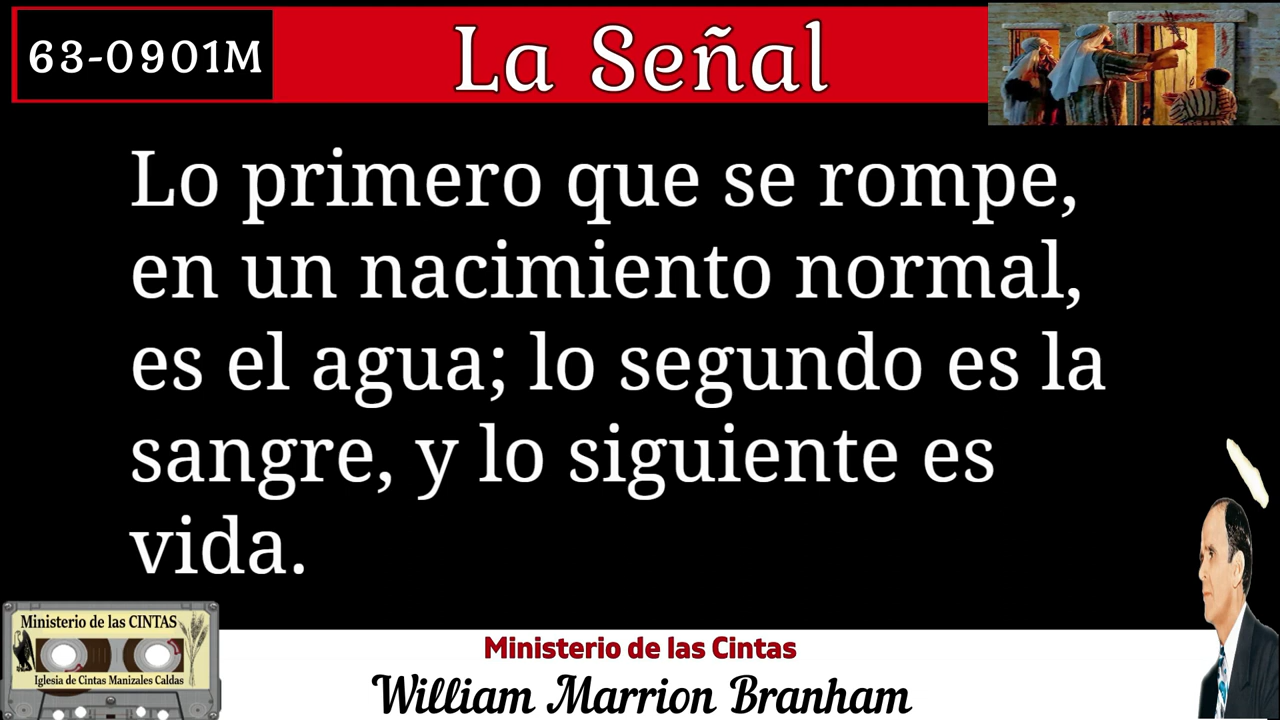 63-0901M
La Señal
Lo primero que se rompe,
en un nacimiento normal,
es el agua; lo segundo es la
sangre, y lo siguiente es
vida.
Ministerio de las CINTAS
Iglesia de Cintas Manizales Caldas
Ministerio de las Cintas
William Marrion Branham